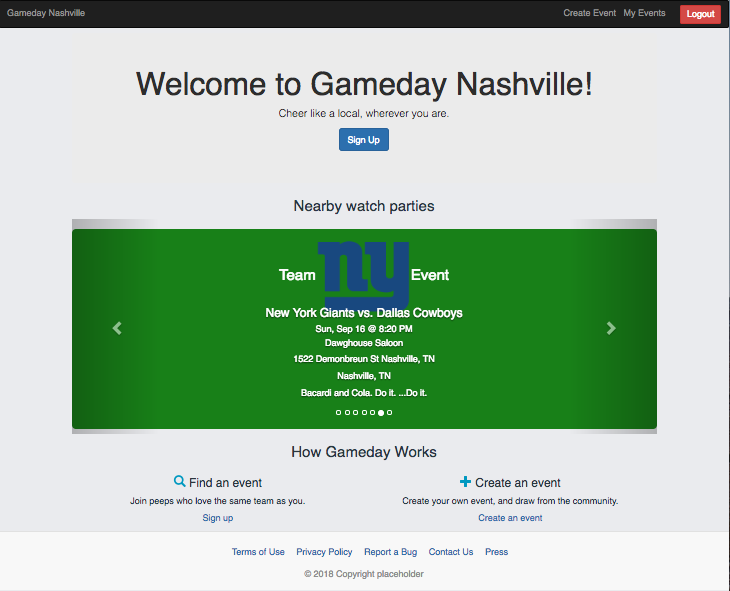 Gameday Nashville
Create Event My Events Logout
Welcome to Gameday Nashville!
Cheer like a local, wherever you are.
Sign Up
Nearby watch parties
Team ny Event
New York Giants vs. Dallas Cowboys
Sun, Sep 16 @ 8:20 PM
Dawghouse Saloon
1522 Demonbreun St Nashville, TN
Nashville, TN
Bacardi and Cola. Do it. ...Do it.
How Gameday Works
Find an event
Join peeps who love the same team as you.
Sign up
Create an event
Create your own event, and draw from the community.
Create an event
Terms of Use Privacy Policy Report a Bug Contact Us Press
© 2018 Copyright placeholder